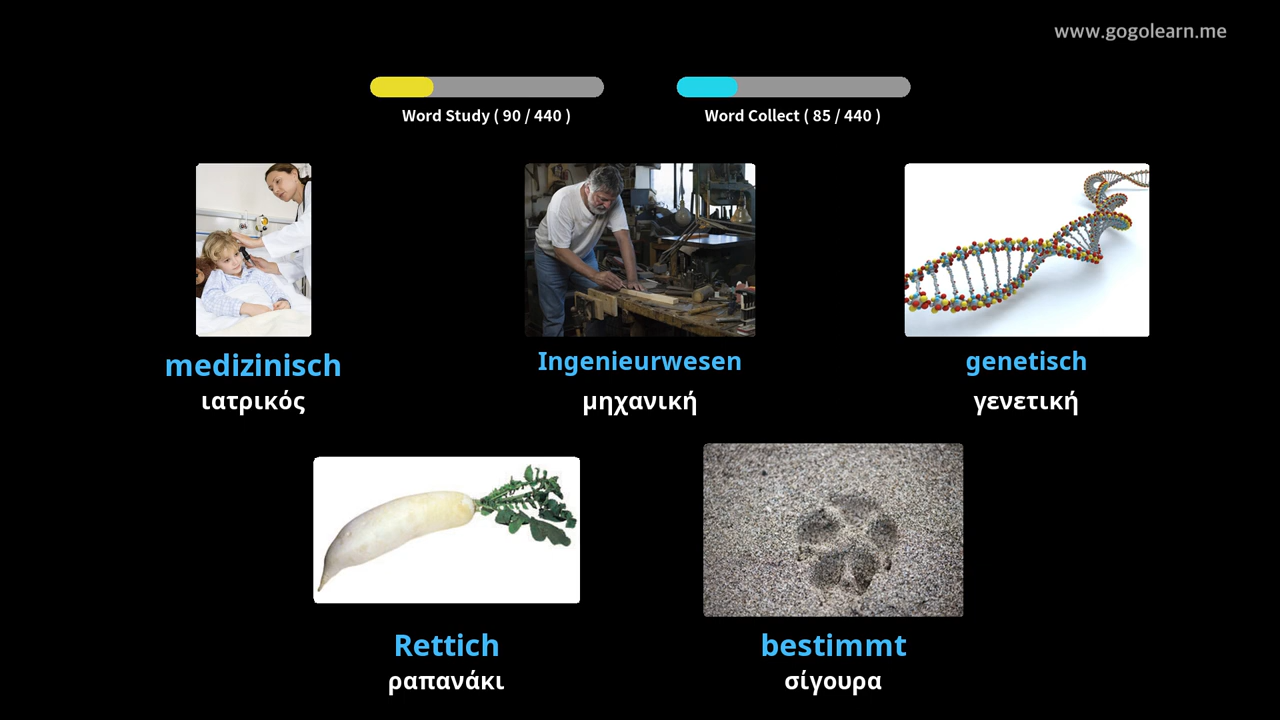 www.gogolearn.me
Word Study ( 90 / 440 )
Word Collect ( 85 / 440 )
medizinisch
ιατρικός
Ingenieurwesen
μηχανική
genetisch
γενετική
Rettich
ραπανάκι
bestimmt
σίγουρα